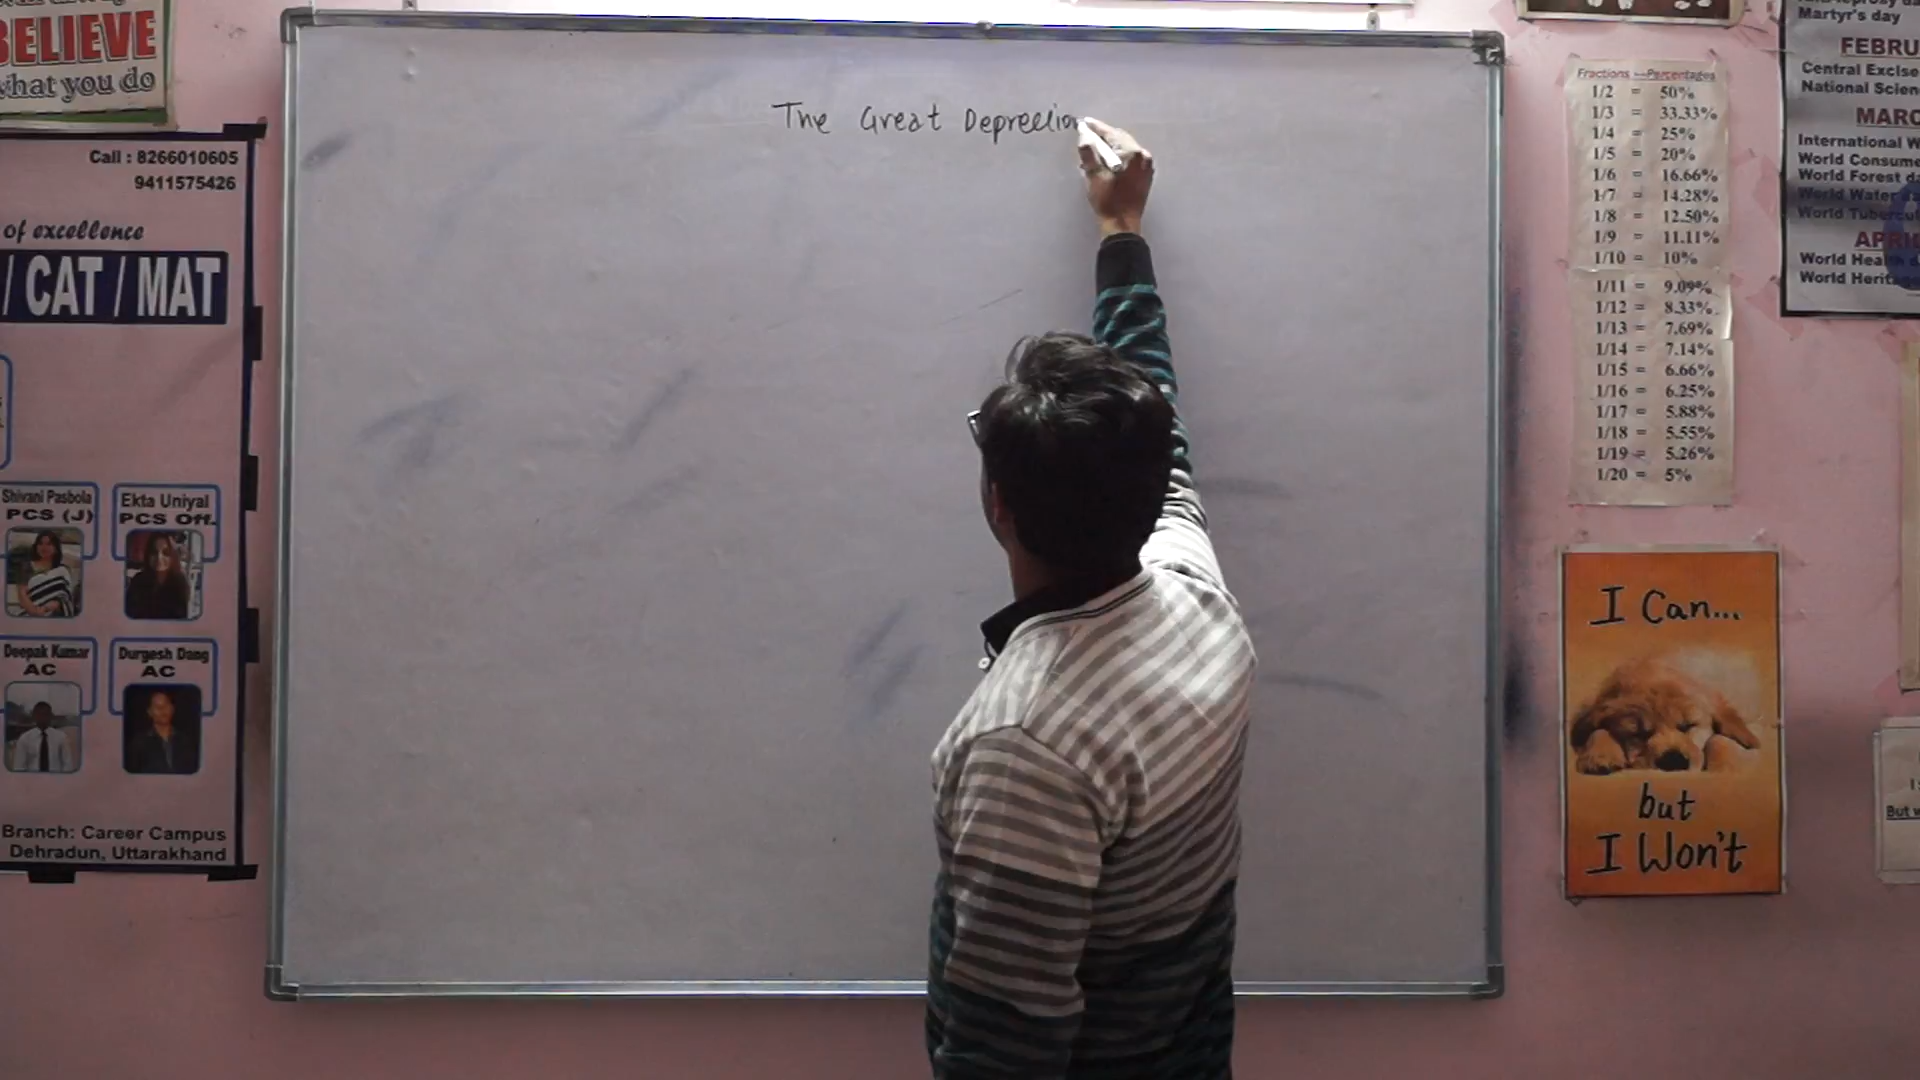 BELIEVE
what you do
Call : 8266010605
9411575426
of excellence
/ CAT / MAT
Shivani Pasbola
PCS (J)
Ekta Uniyal
PCS Off.
Deepak Kumar
AC
Durgesh Dang
AC
Branch: Career Campus
Dehradun, Uttarakhand
The Great Depression
Fractions — Percentages
1/2 = 50%
1/3 = 33.33%
1/4 = 25%
1/5 = 20%
1/6 = 16.66%
1/7 = 14.28%
1/8 = 12.50%
1/9 = 11.11%
1/10 = 10%
1/11 = 9.09%
1/12 = 8.33%
1/13 = 7.69%
1/14 = 7.14%
1/15 = 6.66%
1/16 = 6.25%
1/17 = 5.88%
1/18 = 5.55%
1/19 = 5.26%
1/20 = 5%
I Can...
but
I Won't
Martyr's day
FEBRU
Central Excise
National Scien
MARC
International W
World Consume
World Forest da
World Water da
World Tubercul
APRIL
World Health d
World Heritag
But w